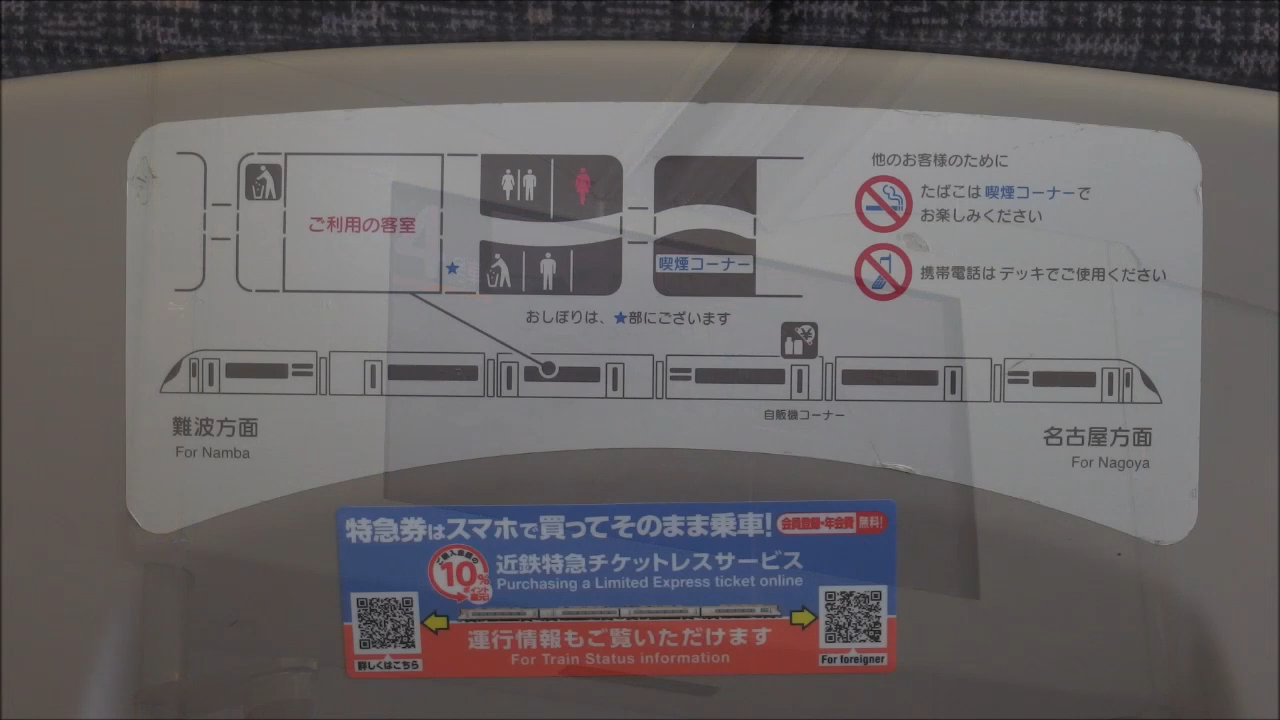 ご利用の客室
★
喫煙コーナー
おしぼりは、★部にございます
他のお客様のために
たばこは 喫煙コーナーで
お楽しみください
携帯電話は デッキでご使用ください
自販機コーナー
難波方面
For Namba
名古屋方面
For Nagoya
特急券はスマホで買ってそのまま乗車! 会員登録・年会費 無料!
10%
近鉄特急チケットレスサービス
Purchasing a Limited Express ticket online
運行情報もご覧いただけます
For Train Status information
詳しくはこちら
For foreigner